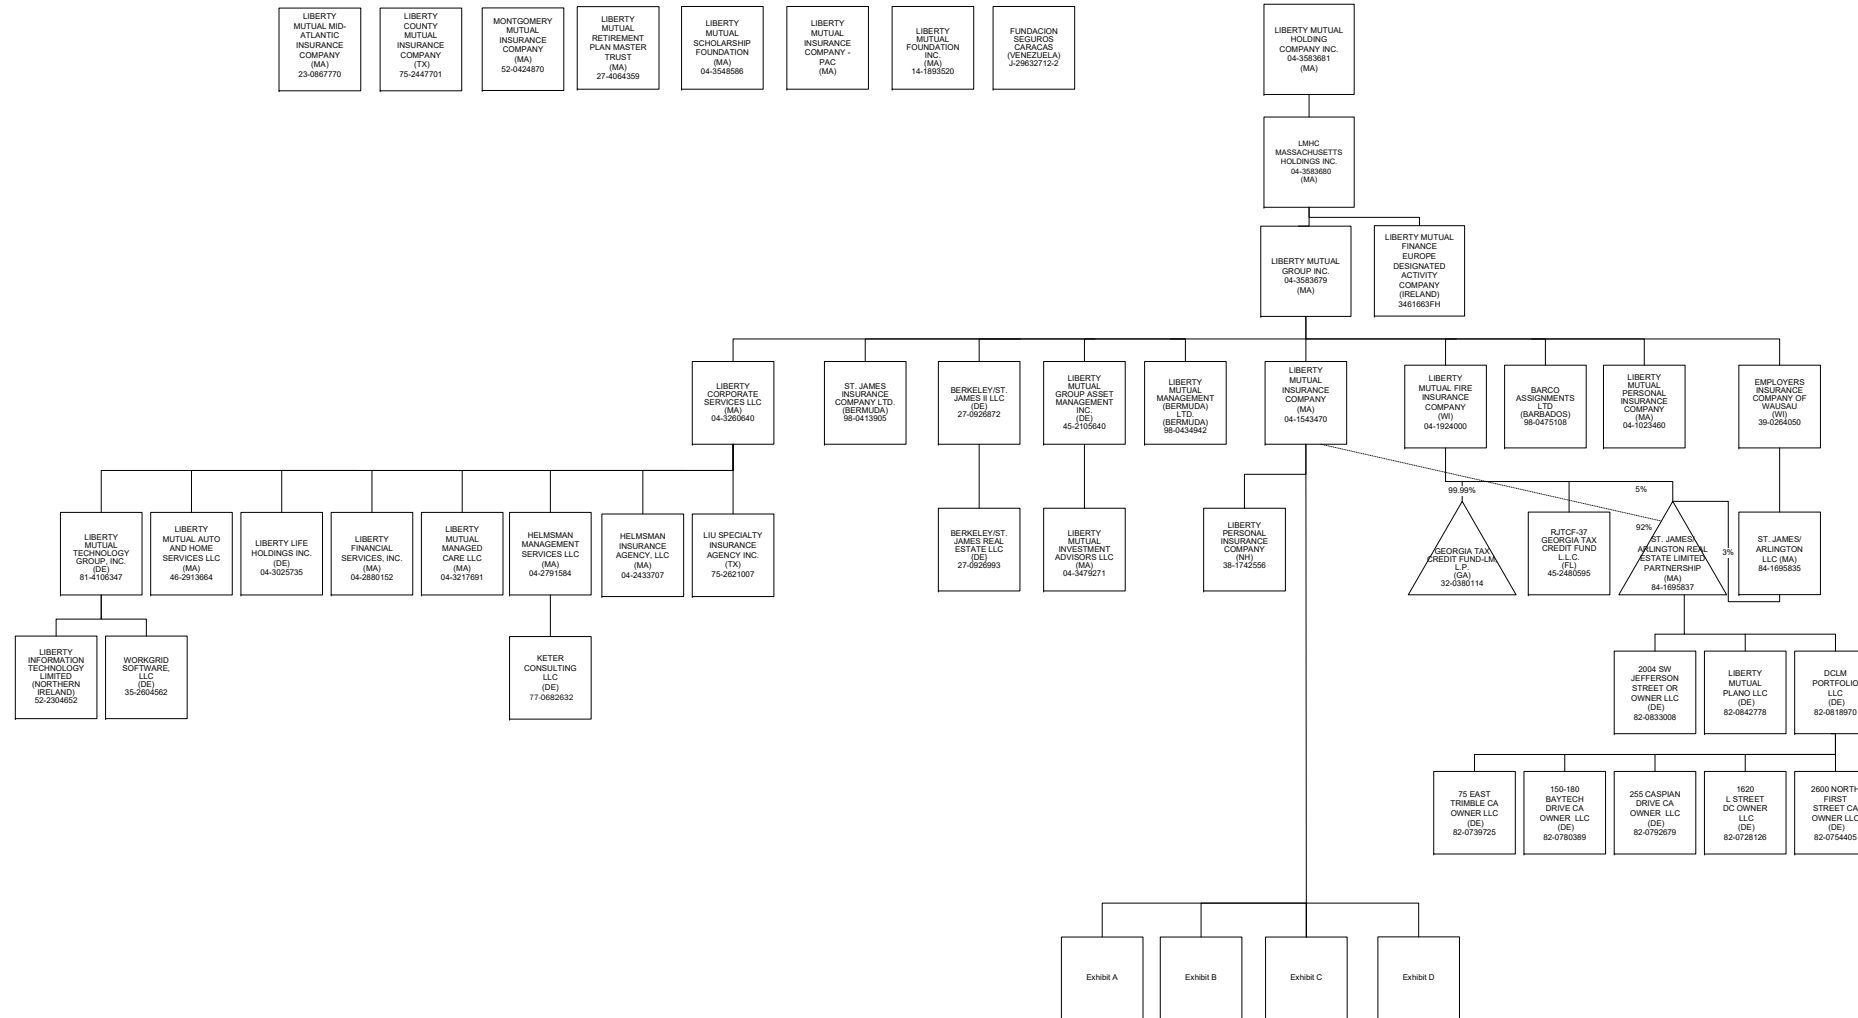 LIBERTY
MUTUAL MID-
ATLANTIC
INSURANCE
COMPANY
(MA)
23-0867770
LIBERTY
COUNTY
MUTUAL
INSURANCE
COMPANY
(TX)
75-2447701
MONTGOMERY
MUTUAL
INSURANCE
COMPANY
(MA)
52-0424870
LIBERTY
MUTUAL
RETIREMENT
PLAN MASTER
TRUST
(MA)
27-4064359
LIBERTY
MUTUAL
SCHOLARSHIP
FOUNDATION
(MA)
04-3548586
LIBERTY
MUTUAL
INSURANCE
COMPANY -
PAC
(MA)
LIBERTY
MUTUAL
FOUNDATION
INC.
(MA)
14-1893520
FUNDACION
SEGUROS
CARACAS
(VENEZUELA)
J-29632712-2
LIBERTY MUTUAL
HOLDING
COMPANY INC.
04-3583681
(MA)
LMHC
MASSACHUSETTS
HOLDINGS INC.
04-3583680
(MA)
LIBERTY MUTUAL
GROUP INC.
04-3583679
(MA)
LIBERTY MUTUAL
FINANCE
EUROPE
DESIGNATED
ACTIVITY
COMPANY
(IRELAND)
3461663FH
LIBERTY
CORPORATE
SERVICES LLC
(MA)
04-3260640
ST. JAMES
INSURANCE
COMPANY LTD.
(BERMUDA)
98-0413905
BERKELEY/ST.
JAMES II LLC
(DE)
27-0926872
LIBERTY
MUTUAL
GROUP ASSET
MANAGEMENT
INC.
(DE)
45-2105640
LIBERTY
MUTUAL
MANAGEMENT
(BERMUDA)
LTD.
(BERMUDA)
98-0434942
LIBERTY
MUTUAL
INSURANCE
COMPANY
(MA)
04-1543470
LIBERTY
MUTUAL FIRE
INSURANCE
COMPANY
(WI)
04-1924000
BARCO
ASSIGNMENTS
LTD
(BARBADOS)
98-0475108
LIBERTY
MUTUAL
PERSONAL
INSURANCE
COMPANY
(MA)
04-1023460
EMPLOYERS
INSURANCE
COMPANY OF
WAUSAU
(WI)
39-0264050
99.99%
5%
92%
3%
LIBERTY
MUTUAL
TECHNOLOGY
GROUP, INC.
(DE)
81-4106347
LIBERTY
MUTUAL AUTO
AND HOME
SERVICES LLC
(MA)
46-2913664
LIBERTY LIFE
HOLDINGS INC.
(DE)
04-3025735
LIBERTY
FINANCIAL
SERVICES, INC.
(MA)
04-2880152
LIBERTY
MUTUAL
MANAGED
CARE LLC
(MA)
04-3217691
HELMSMAN
MANAGEMENT
SERVICES LLC
(MA)
04-2791584
HELMSMAN
INSURANCE
AGENCY, LLC
(MA)
04-2433707
LIU SPECIALTY
INSURANCE
AGENCY INC.
(TX)
75-2621007
BERKELEY/ST.
JAMES REAL
ESTATE LLC
(DE)
27-0926993
LIBERTY
MUTUCE
INVESTMENT
ADVISORS LLC
(MA)
04-3479271
LIBERTY
PERSONAL
INSURANCE
COMPANY
(NH)
38-1742556
GEORGIA TAX
CREDIT FUND-LM
L.P.
(GA)
32-0380114
RJTCF-37
GEORGIA TAX
CREDIT FUND
L.L.C.
(FL)
45-2480595
ST. JAMES/
ARLINGTON REAL
ESTATE LIMITED
PARTNERSHIP
(MA)
84-1695837
ST. JAMES/
ARLINGTON
LLC (MA)
84-1695835
LIBERTY
INFORMATION
TECHNOLOGY
LIMITED
(NORTHERN
IRELAND)
52-2304652
WORKGRID
SOFTWARE,
LLC
(DE)
35-2604562
KETER
CONSULTING
LLC
(DE)
77-0682632
2004 SW
JEFFERSON
STREET OR
OWNER LLC
(DE)
82-0833008
LIBERTY
MUTUAL
PLANO LLC
(DE)
82-0842778
DCLM
PORTFOLIO
LLC
(DE)
82-0818970
75 EAST
TRIMBLE CA
OWNER LLC
(DE)
82-0739725
150-180
BAYTECH
DRIVE CA
OWNER LLC
(DE)
82-0780389
255 CASPIAN
DRIVE CA
OWNER LLC
(DE)
82-0792679
1620
L STREET
DC OWNER
LLC
(DE)
82-0728126
2600 NORTH
FIRST
STREET CA
OWNER LLC
(DE)
82-0754405
Exhibit A
Exhibit B
Exhibit C
Exhibit D